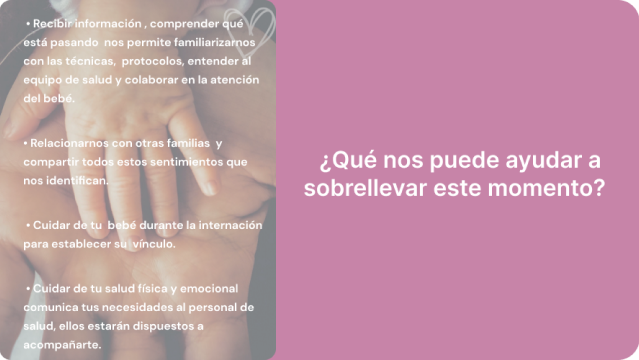 • Recibir información , comprender qué
está pasando nos permite familiarizarnos
con las técnicas, protocolos, entender al
equipo de salud y colaborar en la atención
del bebé.
• Relacionarnos con otras familias y
compartir todos estos sentimientos que
nos identifican.
• Cuidar de tu bebé durante la internación
para establecer su vínculo.
• Cuidar de tu salud física y emocional
comunica tus necesidades al personal de
salud, ellos estarán dispuestos a
acompañarte.
¿Qué nos puede ayudar a
sobrellevar este momento?